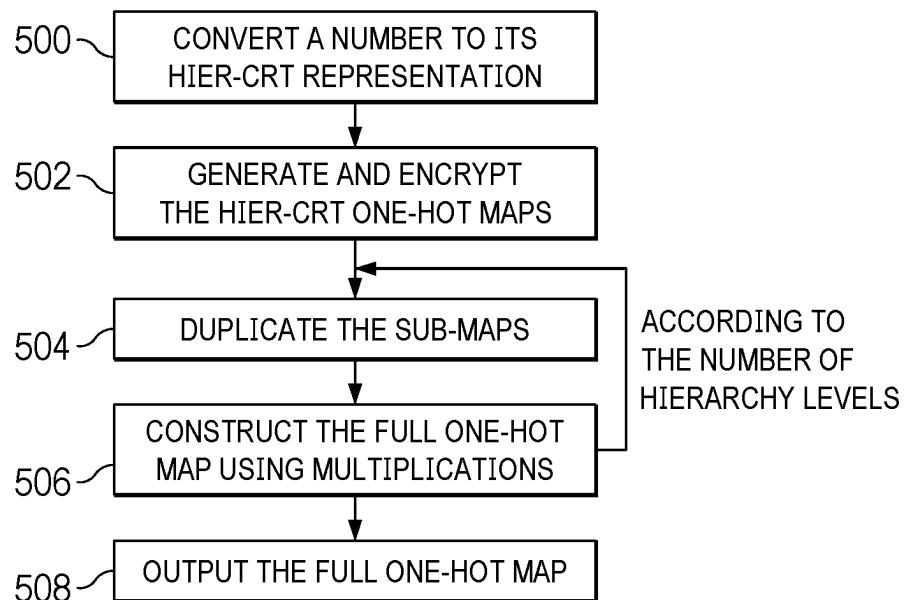 500
CONVERT A NUMBER TO ITS
HIER-CRT REPRESENTATION
502
GENERATE AND ENCRYPT
THE HIER-CRT ONE-HOT MAPS
504
DUPLICATE THE SUB-MAPS
ACCORDING TO
THE NUMBER OF
HIERARCHY LEVELS
506
CONSTRUCT THE FULL ONE-HOT
MAP USING MULTIPLICATIONS
508
OUTPUT THE FULL ONE-HOT MAP